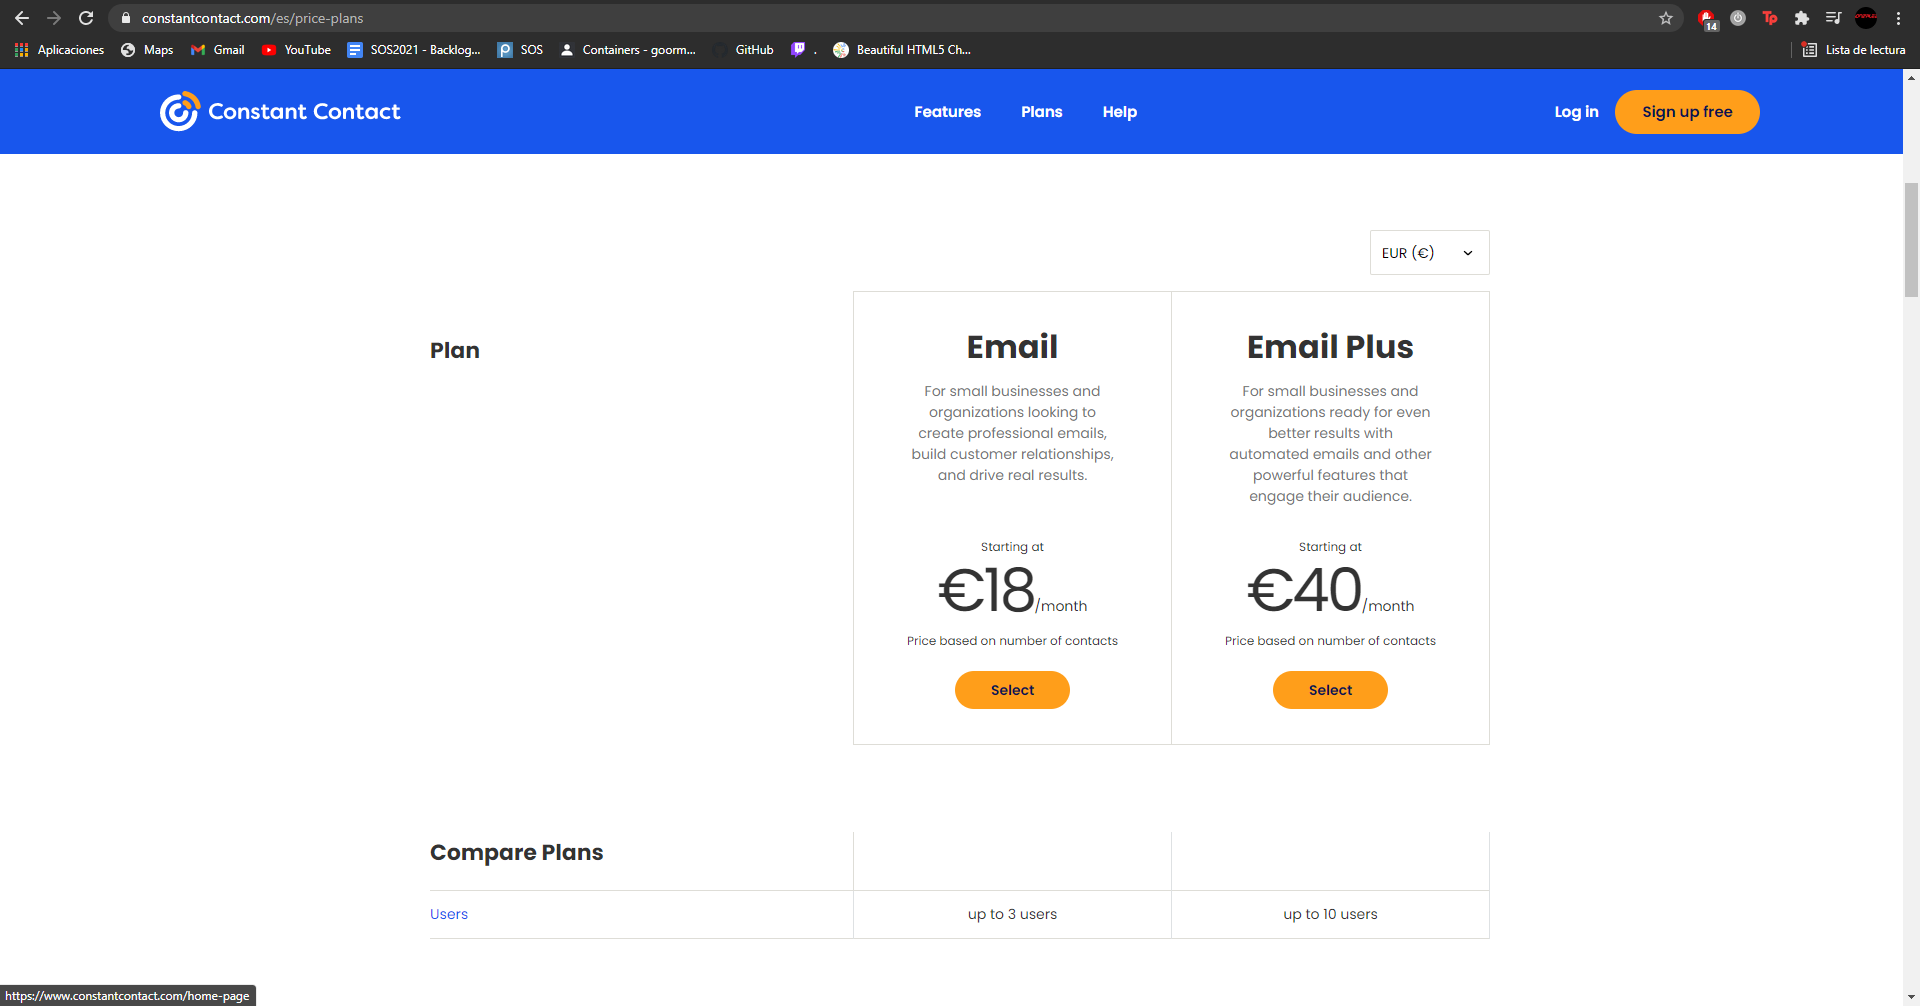 constantcontact.com/es/price-plans
14
Aplicaciones
Maps
Gmail
YouTube
SOS2021 - Backlog...
SOS
Containers - goorm...
GitHub
.
Beautiful HTML5 Ch...
Lista de lectura
Constant Contact
Features
Plans
Help
Log in
Sign up free
EUR (€)
Plan
Email
For small businesses and
organizations looking to
create professional emails,
build customer relationships,
and drive real results.
Starting at
€18/month
Price based on number of contacts
Select
Email Plus
For small businesses and
organizations ready for even
better results with
automated emails and other
powerful features that
engage their audience.
Starting at
€40/month
Price based on number of contacts
Select
Compare Plans
Users
up to 3 users
up to 10 users
https://www.constantcontact.com/home-page